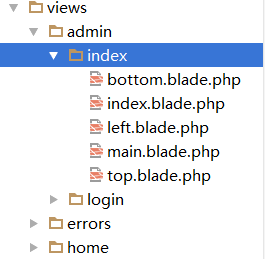 views
admin
index
bottom.blade.php
index.blade.php
left.blade.php
main.blade.php
top.blade.php
login
errors
home